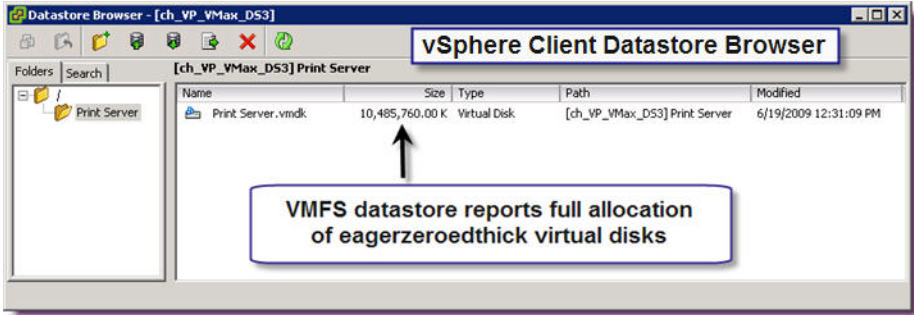 Datastore Browser - [ch_VP_VMax_DS3]
vSphere Client Datastore Browser
Folders Search
[ch_VP_VMax_DS3] Print Server
/
Print Server
Name Size Type Path Modified
Print Server.vmdk 10,485,760.00 K Virtual Disk [ch_VP_VMax_DS3] Print Server 6/19/2009 12:31:09 PM
VMFS datastore reports full allocation
of eagerzeroedthick virtual disks